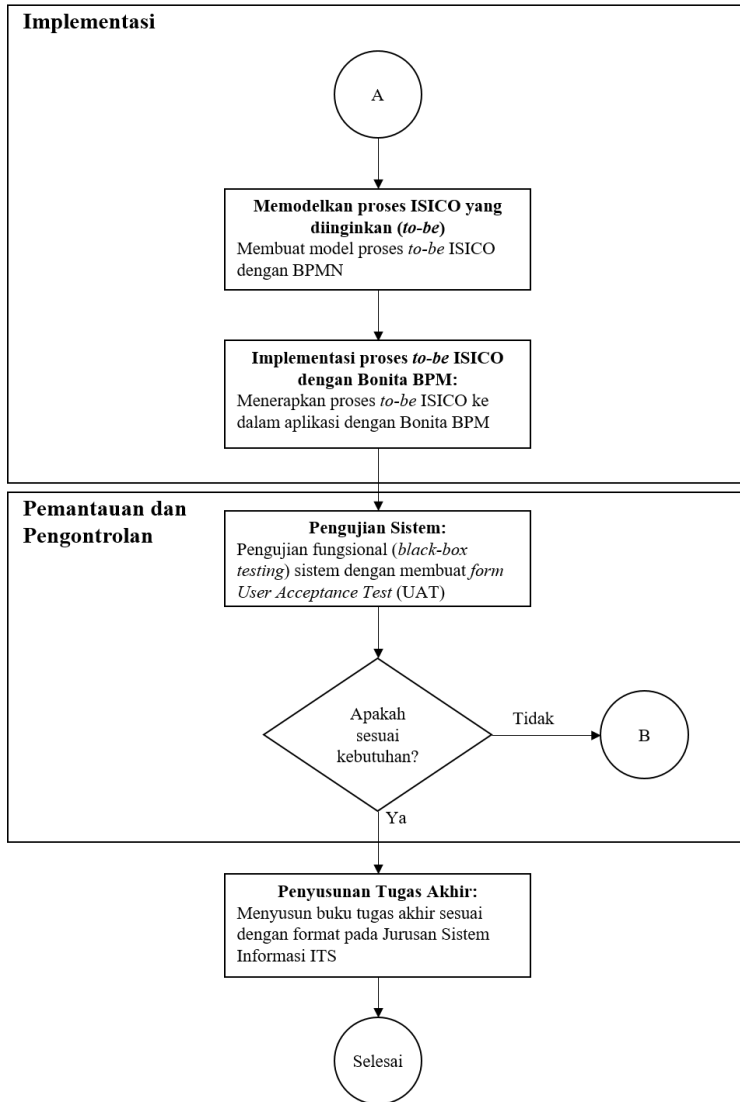 Implementasi
A
Memodelkan proses ISICO yang
diinginkan (to-be)
Membuat model proses to-be ISICO
dengan BPMN
Implementasi proses to-be ISICO
dengan Bonita BPM:
Menerapkan proses to-be ISICO ke
dalam aplikasi dengan Bonita BPM
Pemantauan dan
Pengontrolan
Pengujian Sistem:
Pengujian fungsional (black-box
testing) sistem dengan membuat form
User Acceptance Test (UAT)
Apakah
sesuai
kebutuhan?
Tidak
B
Ya
Penyusunan Tugas Akhir:
Menyusun buku tugas akhir sesuai
dengan format pada Jurusan Sistem
Informasi ITS
Selesai